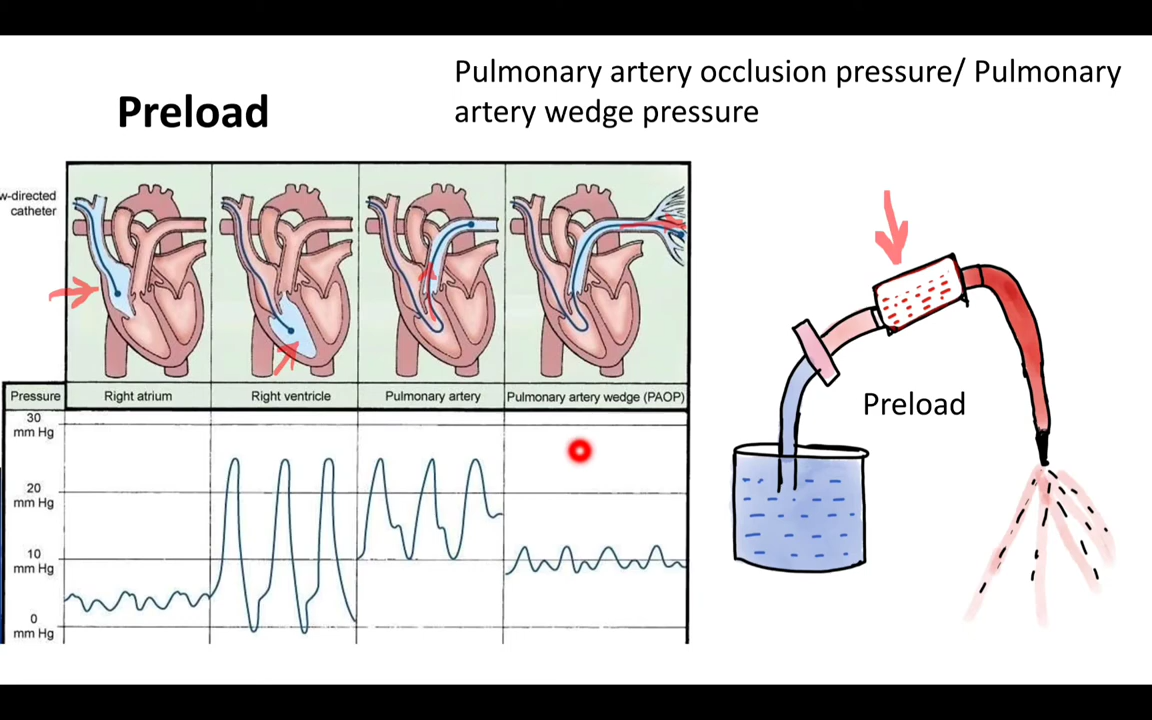 Preload
Pulmonary artery occlusion pressure/ Pulmonary
artery wedge pressure
w-directed
catheter
Pressure
Right atrium
Right ventricle
Pulmonary artery
Pulmonary artery wedge (PAOP)
30
mm Hg
20
mm Hg
10
mm Hg
0
mm Hg
Preload